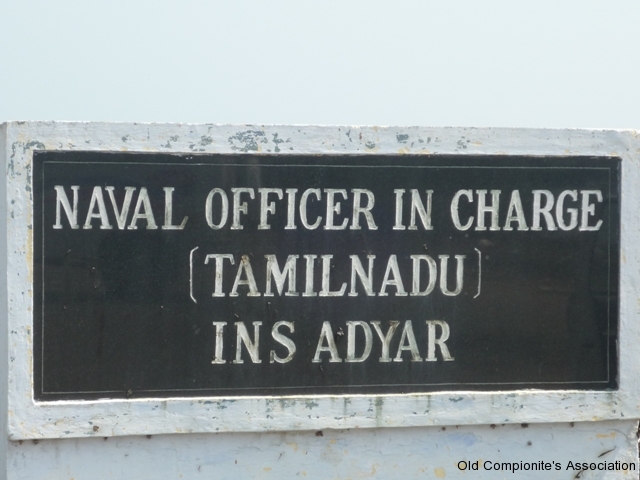 NAVAL OFFICER IN CHARGE
(TAMILNADU)
INS ADYAR
Old Compionite's Association